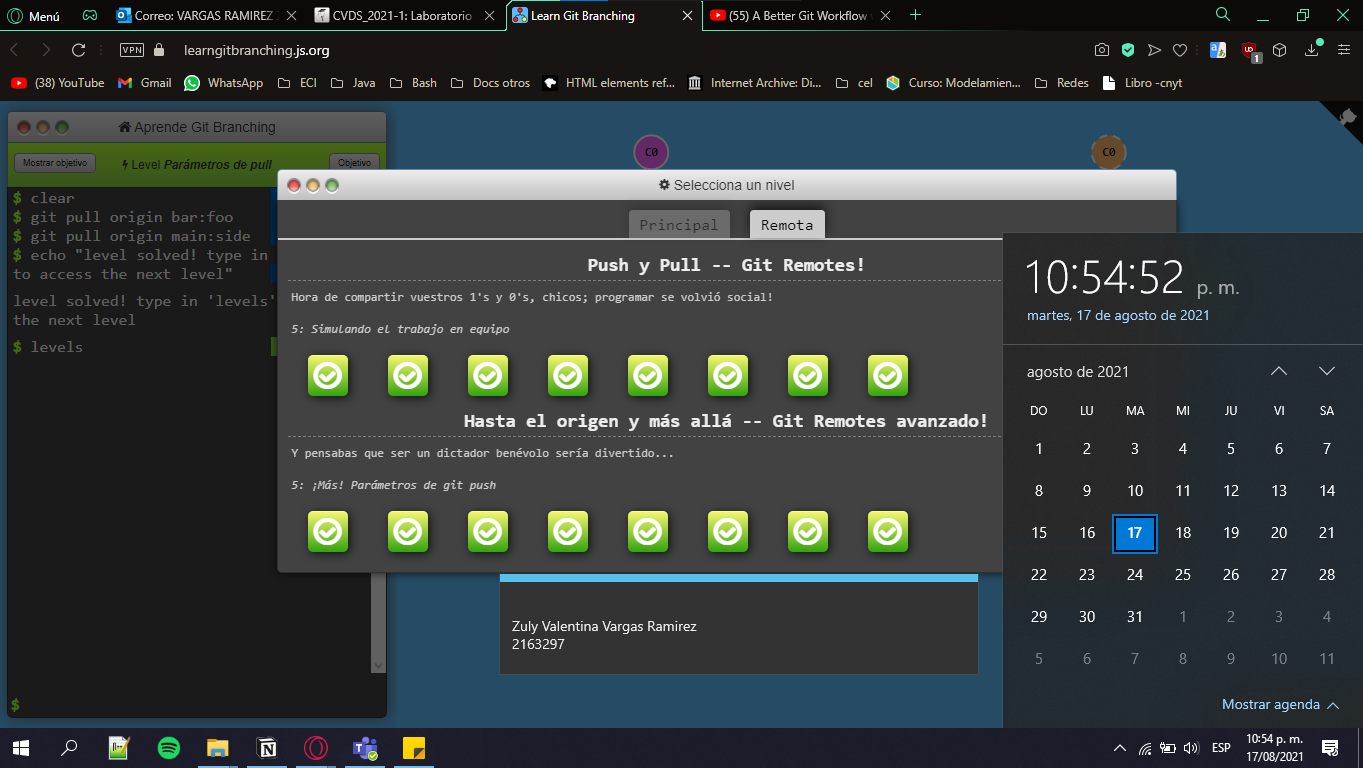 Menú
Correo: VARGAS RAMIREZ
CVDS_2021-1: Laboratorio
Learn Git Branching
(55) A Better Git Workflow
VPN
learngitbranching.js.org
1
(38) YouTube
Gmail
WhatsApp
ECI
Java
Bash
Docs otros
HTML elements ref...
Internet Archive: Di...
cel
Curso: Modelamien...
Redes
Libro -cnyt
Aprende Git Branching
Mostrar objetivo
Level Parámetros de pull
Objetivo
$ clear
$ git pull origin bar:foo
$ git pull origin main:side
$ echo "level solved! type in
to access the next level"
level solved! type in 'levels'
the next level
$ levels
$
C0
C0
Selecciona un nivel
Principal
Remota
Push y Pull -- Git Remotes!
Hora de compartir vuestros 1's y 0's, chicos; programar se volvió social!
5: Simulando el trabajo en equipo
Hasta el origen y más allá -- Git Remotes avanzado!
Y pensabas que ser un dictador benévolo sería divertido...
5: ¡Más! Parámetros de git push
Zuly Valentina Vargas Ramirez
2163297
10:54:52 p. m.
martes, 17 de agosto de 2021
agosto de 2021
DO LU MA MI JU VI SA
1 2 3 4 5 6 7
8 9 10 11 12 13 14
15 16 17 18 19 20 21
22 23 24 25 26 27 28
29 30 31 1 2 3 4
5 6 7 8 9 10 11
Mostrar agenda
ESP
10:54 p. m.
17/08/2021